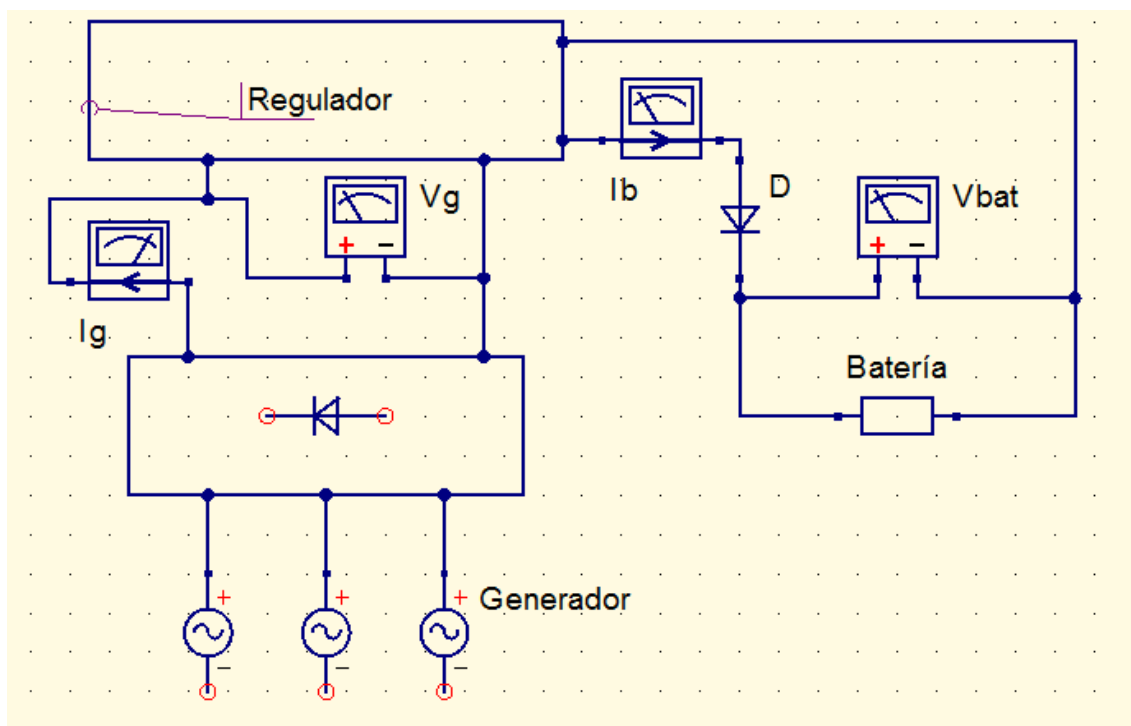 Regulador
Vg
Ib
D
Vbat
+ −
+ −
Ig
Batería
+
+
+
Generador
−
−
−